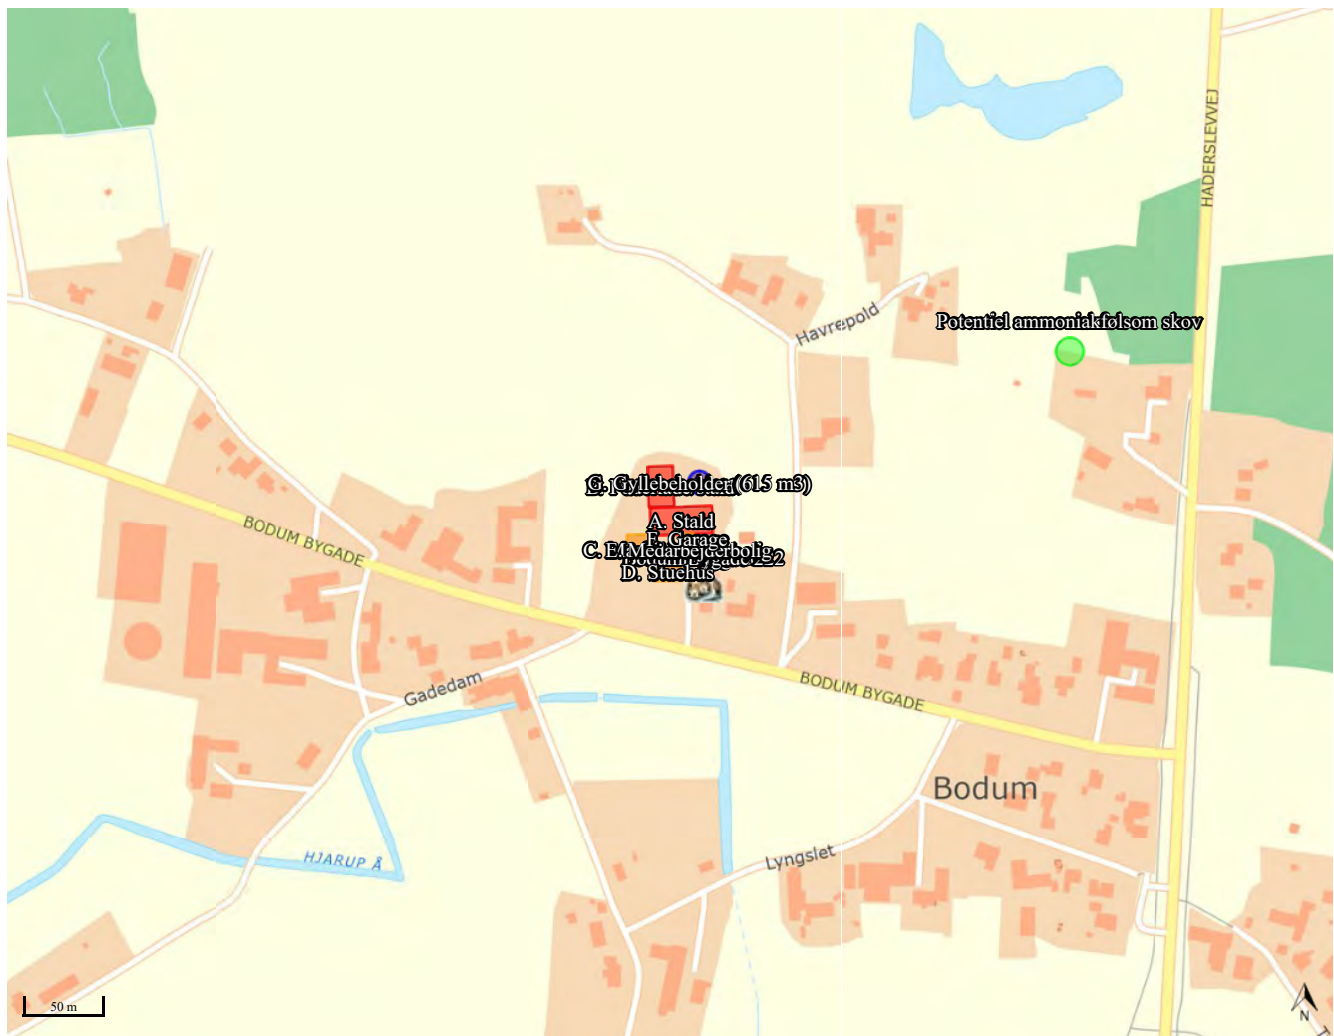 HADERSLEVVEJ
Havrepold
Potentiel ammoniakfølsom skov
G. Gyllebeholder (615 m3)
A. Stald
F. Garage
Medarbejderbolig
D. Stuehus
BODUM BYGADE
Gadedam
BODUM BYGADE
Bodum
HJARUP Å
Lyngslet
50 m
N